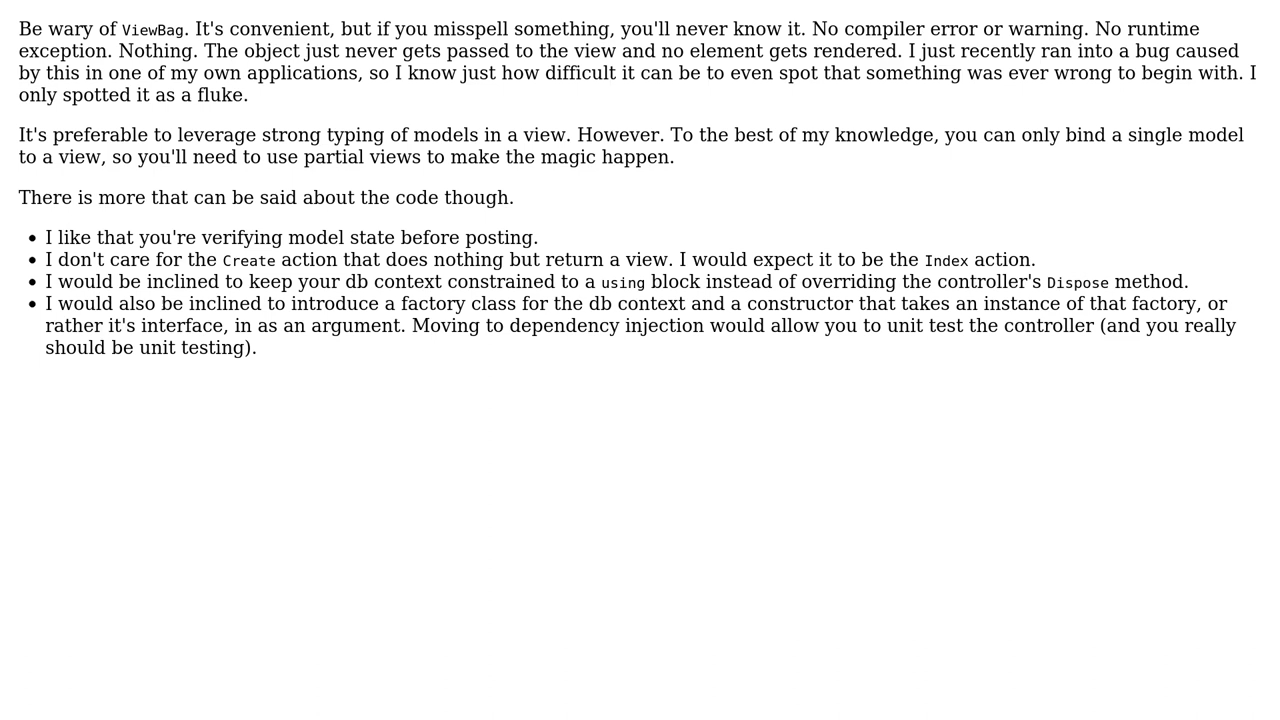 Be wary of ViewBag. It's convenient, but if you misspell something, you'll never know it. No compiler error or warning. No runtime
exception. Nothing. The object just never gets passed to the view and no element gets rendered. I just recently ran into a bug caused
by this in one of my own applications, so I know just how difficult it can be to even spot that something was ever wrong to begin with. I
only spotted it as a fluke.
It's preferable to leverage strong typing of models in a view. However. To the best of my knowledge, you can only bind a single model
to a view, so you'll need to use partial views to make the magic happen.
There is more that can be said about the code though.
• I like that you're verifying model state before posting.
• I don't care for the Create action that does nothing but return a view. I would expect it to be the Index action.
• I would be inclined to keep your db context constrained to a using block instead of overriding the controller's Dispose method.
• I would also be inclined to introduce a factory class for the db context and a constructor that takes an instance of that factory, or
rather it's interface, in as an argument. Moving to dependency injection would allow you to unit test the controller (and you really
should be unit testing).